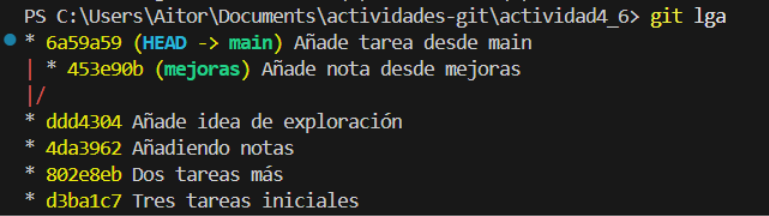 PS C:\Users\Aitor\Documents\actividades-git\actividad4_6> git lga
* 6a59a59 (HEAD -> main) Añade tarea desde main
| * 453e90b (mejoras) Añade nota desde mejoras
|/
* ddd4304 Añade idea de exploración
* 4da3962 Añadiendo notas
* 802e8eb Dos tareas más
* d3ba1c7 Tres tareas iniciales